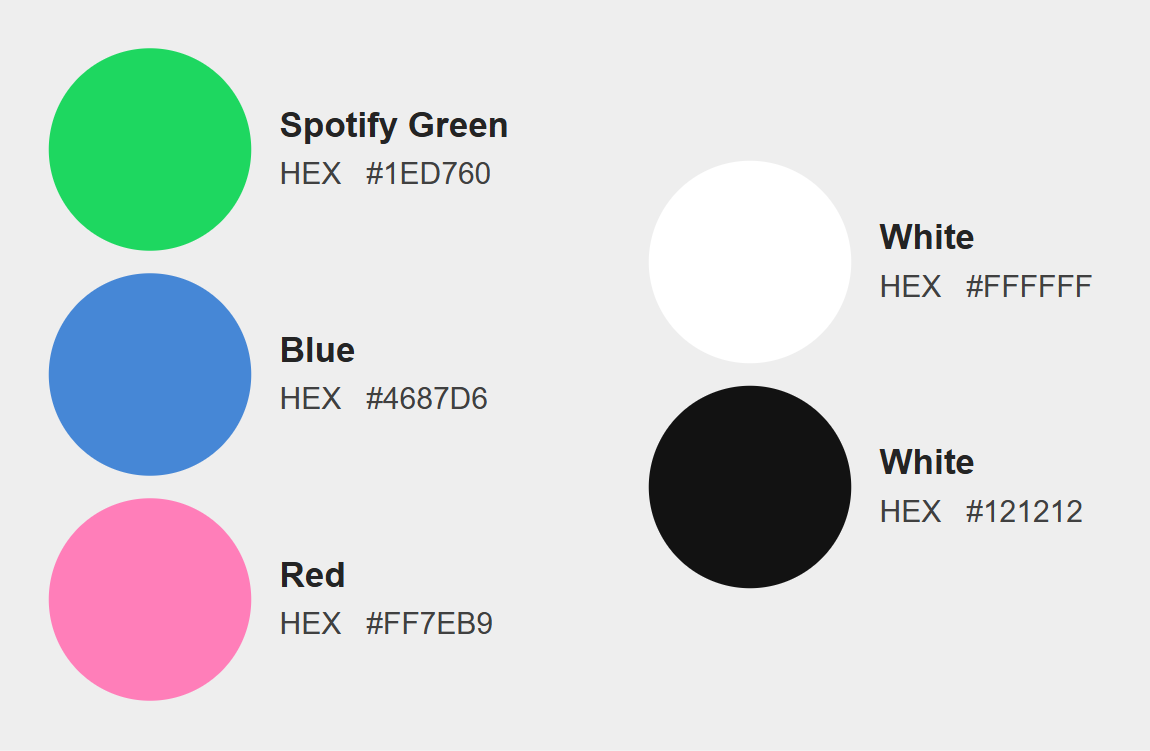 Spotify Green
HEX #1ED760
Blue
HEX #4687D6
Red
HEX #FF7EB9
White
HEX #FFFFFF
White
HEX #121212